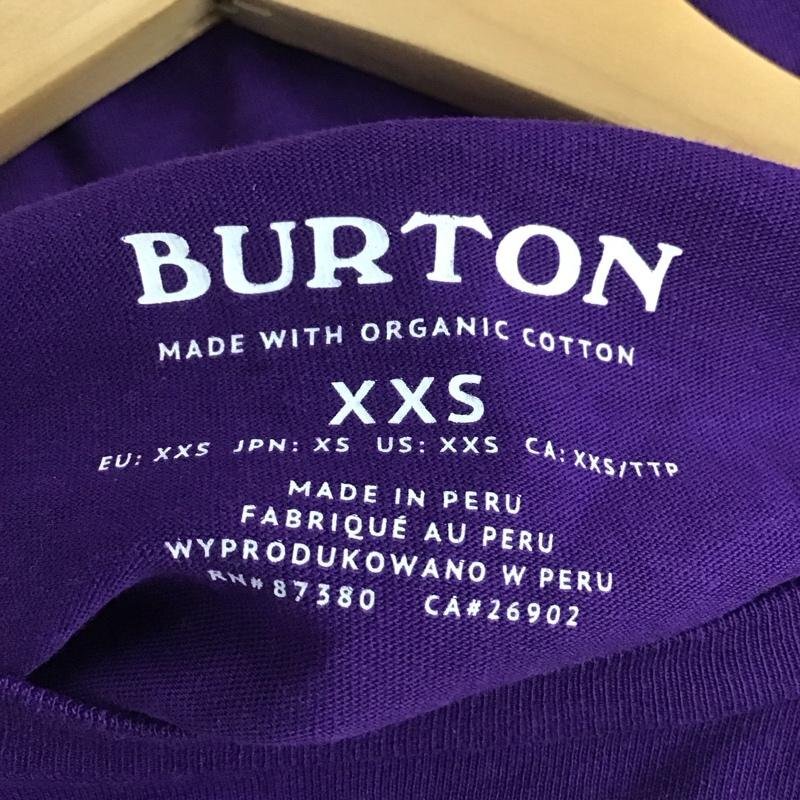 BURTON
MADE WITH ORGANIC COTTON
XXS
EU: XXS JPN: XS US: XXS CA: XXS/TTP
MADE IN PERU
FABRIQUÉ AU PERU
WYPRODUKOWANO W PERU
RN# 87380 CA#26902